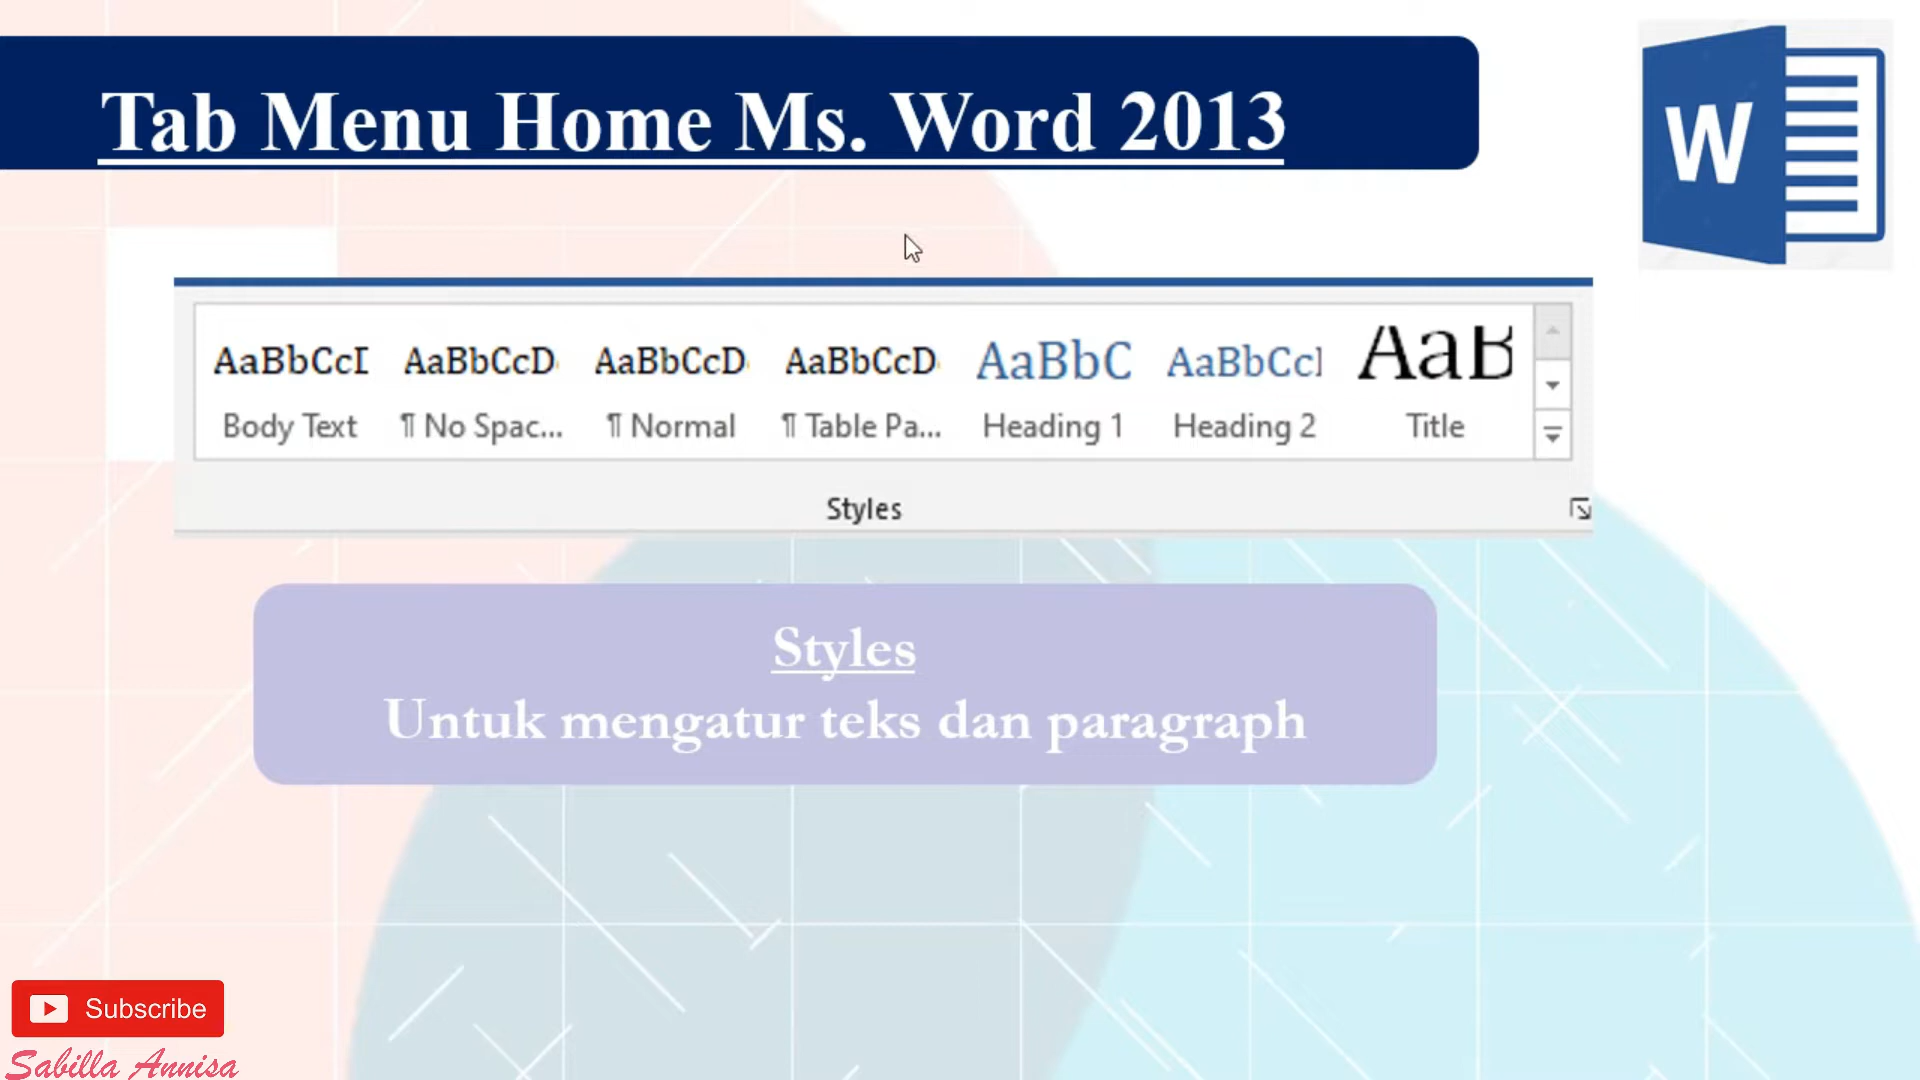 Tab Menu Home Ms. Word 2013
W
AaBbCcI AaBbCcD AaBbCcD AaBbCcD AaBbC AaBbCcI AaB
Body Text ¶ No Spac... ¶ Normal ¶ Table Pa... Heading 1 Heading 2 Title
Styles
Styles
Untuk mengatur teks dan paragraph
Subscribe
Sabilla Annisa